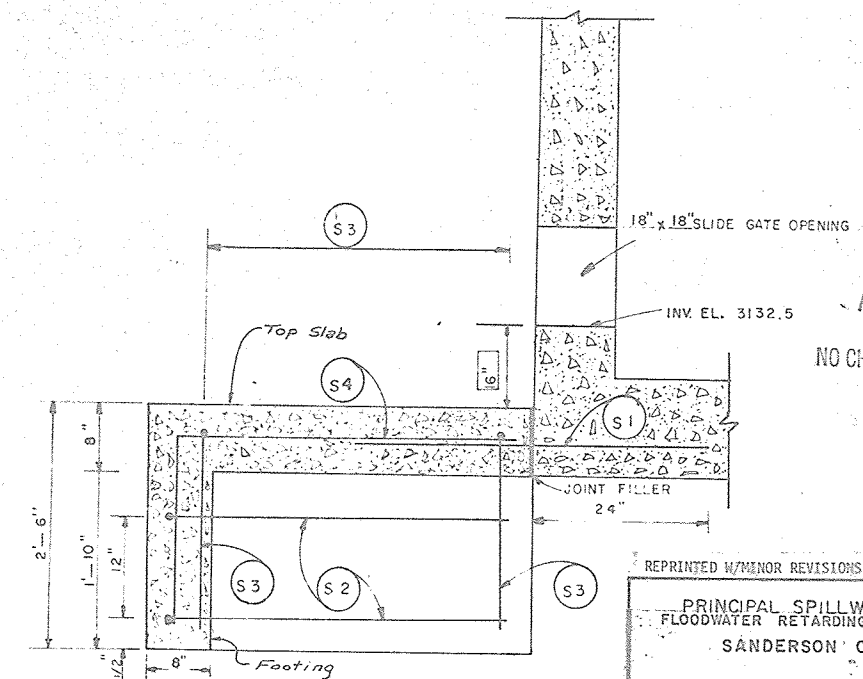 S3
18" x 18" SLIDE GATE OPENING
INV. EL. 3132.5
NO CH
Top Slab
S4
16"
S1
8"
JOINT FILLER
24"
2'-6"
1'-10"
12"
S3
S2
S3
REPRINTED W/MINOR REVISIONS
PRINCIPAL SPILLW
FLOODWATER RETARDING
SANDERSON C
8"
Footing